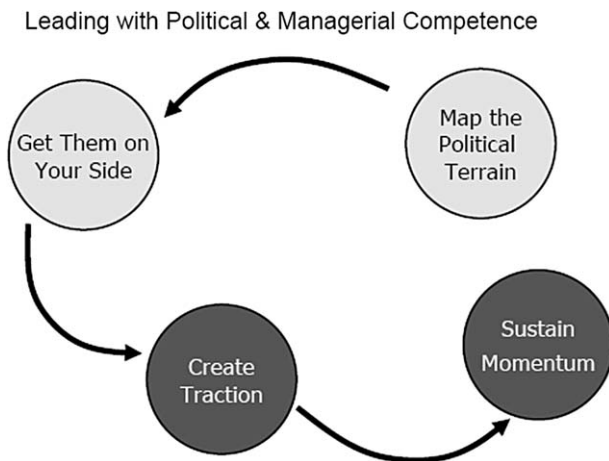 Leading with Political & Managerial Competence
Get Them on
Your Side
Map the
Political
Terrain
Create
Traction
Sustain
Momentum